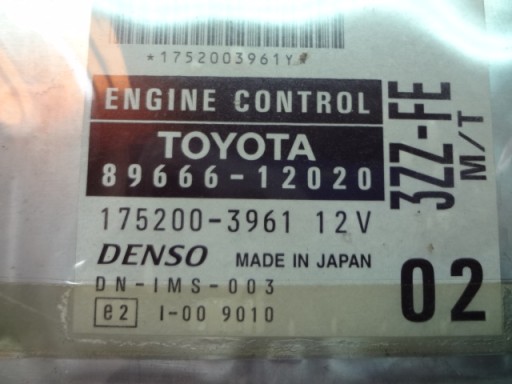 *1752003961Y
ENGINE CONTROL
TOYOTA
89666-12020
175200-3961 12V
DENSO MADE IN JAPAN
DN-IMS-003
e2 I-00 9010
3ZZ-FE
M/T
02